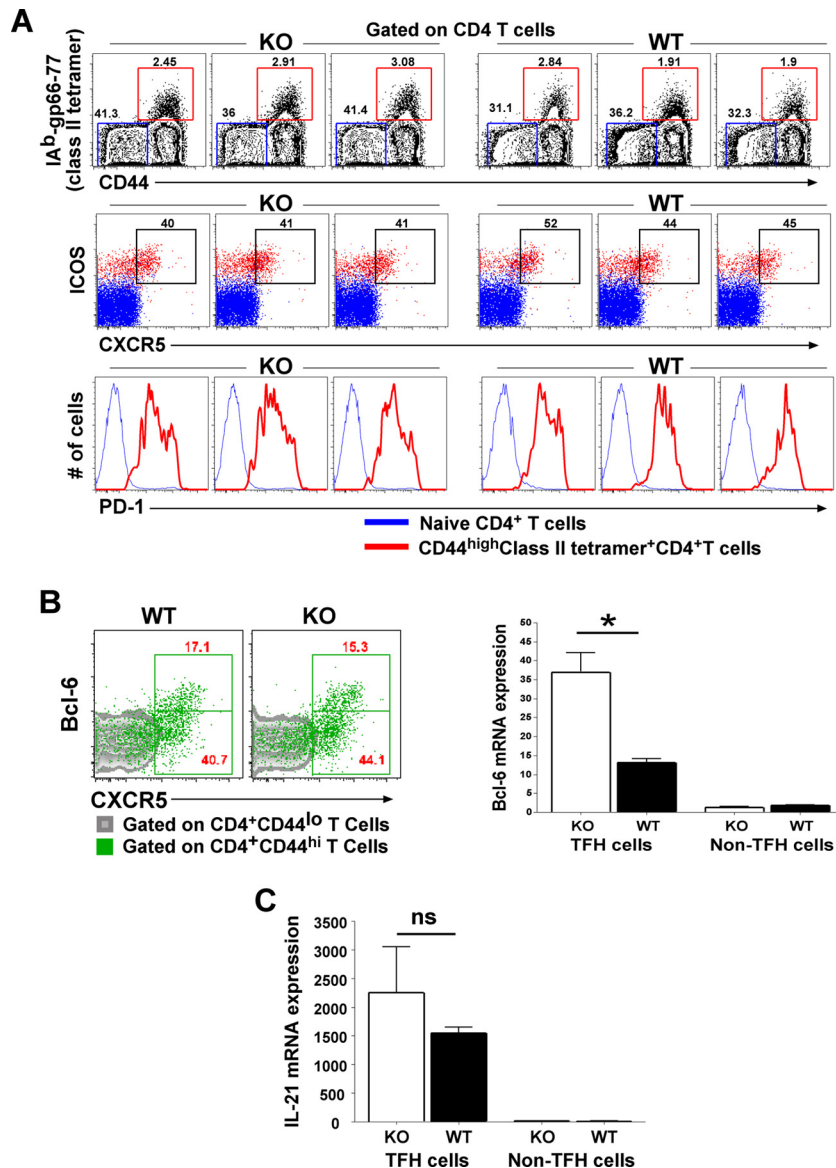 A
Gated on CD4 T cells
KO
WT
IAb-gp66-77
(class II tetramer)
2.45
2.91
3.08
2.84
1.91
1.9
41.3
36
41.4
31.1
36.2
32.3
CD44
KO
WT
ICOS
40
41
41
52
44
45
CXCR5
KO
WT
# of cells
PD-1
Naive CD4+ T cells
CD44highClass II tetramer+CD4+T cells
B
WT
KO
Bcl-6
17.1
15.3
40.7
44.1
CXCR5
Gated on CD4+CD44lo T Cells
Gated on CD4+CD44hi T Cells
Bcl-6 mRNA expression
50
45
40
35
30
25
20
15
10
5
0
*
KO
WT
KO
WT
TFH cells
Non-TFH cells
C
IL-21 mRNA expression
3500
3000
2500
2000
1500
1000
500
0
ns
KO
WT
KO
WT
TFH cells
Non-TFH cells